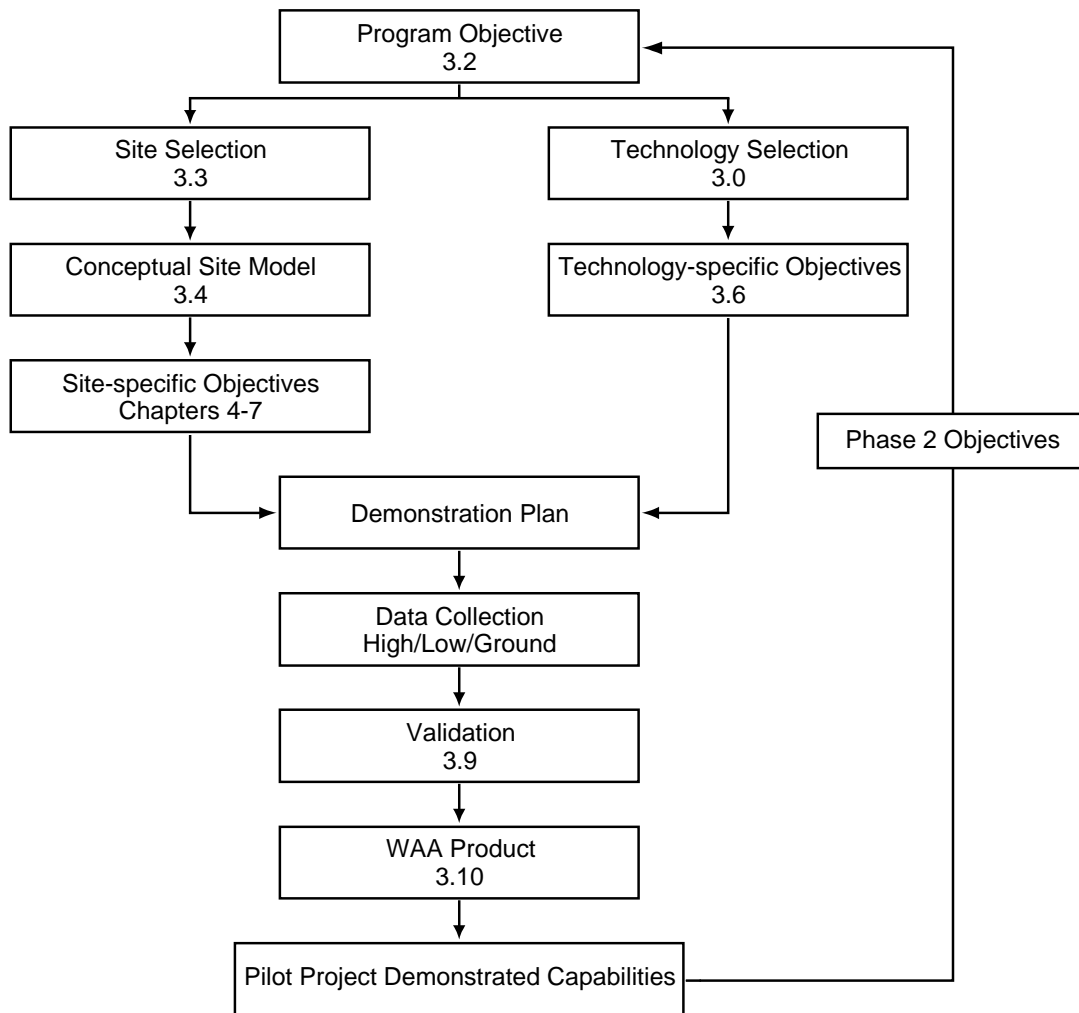 Program Objective
3.2
Site Selection
3.3
Technology Selection
3.0
Conceptual Site Model
3.4
Technology-specific Objectives
3.6
Site-specific Objectives
Chapters 4-7
Phase 2 Objectives
Demonstration Plan
Data Collection
High/Low/Ground
Validation
3.9
WAA Product
3.10
Pilot Project Demonstrated Capabilities